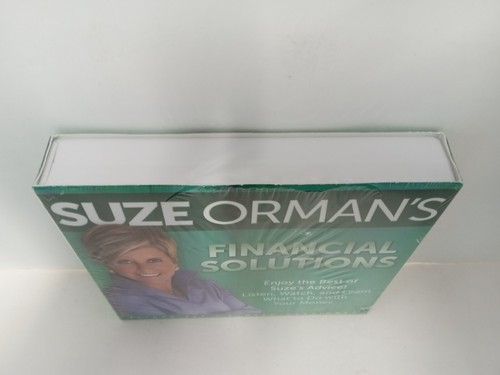 SUZE ORMAN'S
FINANCIAL
SOLUTIONS
Enjoy the Best of
Suze's Advice!
Listen, Watch, and Learn
What to Do with
Your Money